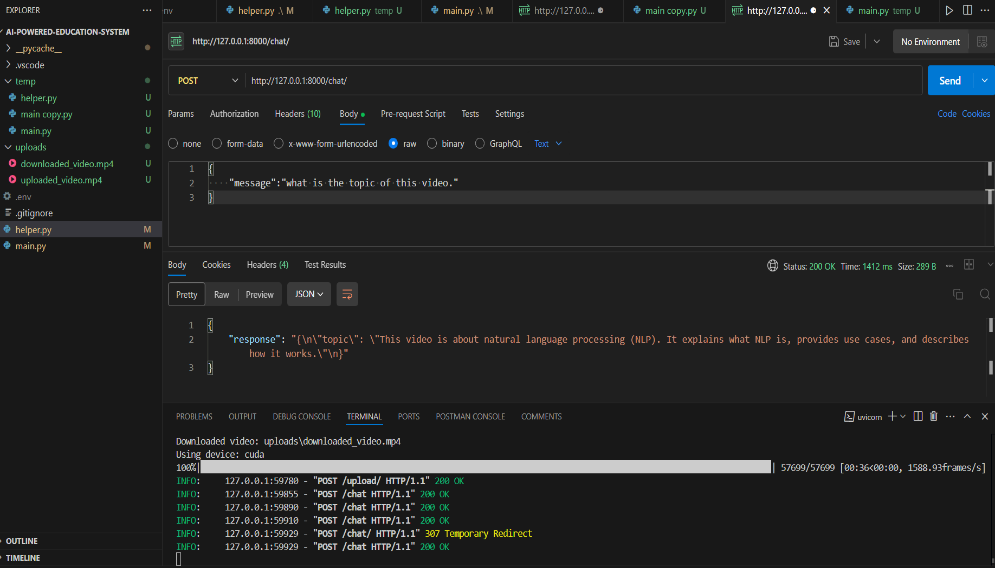 EXPLORER ···
env
helper.py .\ M
helper.py temp U
main.py .\ M
http://127.0....
main copy.py U
http://127.0....
main.py temp U
AI-POWERED-EDUCATION-SYSTEM
__pycache__
.vscode
temp
helper.py U
main copy.py U
main.py U
uploads
downloaded_video.mp4 U
uploaded_video.mp4 U
.env
.gitignore
helper.py M
main.py M
OUTLINE
TIMELINE
HTTP http://127.0.0.1:8000/chat/
Save
No Environment
POST http://127.0.0.1:8000/chat/ Send
Params Authorization Headers (10) Body Pre-request Script Tests Settings Code Cookies
none form-data x-www-form-urlencoded raw binary GraphQL Text
1 {
2 ····"message":"what·is·the·topic·of·this·video."
3 }
Body Cookies Headers (4) Test Results Status: 200 OK Time: 1412 ms Size: 289 B
Pretty Raw Preview JSON
1 {
2 "response": "{\n\"topic\": \"This video is about natural language processing (NLP). It explains what NLP is, provides use cases, and describes
how it works.\"\n}"
3 }
PROBLEMS OUTPUT DEBUG CONSOLE TERMINAL PORTS POSTMAN CONSOLE COMMENTS uvicorn
Downloaded video: uploads\downloaded_video.mp4
Using device: cuda
100%| | 57699/57699 [00:36<00:00, 1588.93frames/s]
INFO: 127.0.0.1:59780 - "POST /upload/ HTTP/1.1" 200 OK
INFO: 127.0.0.1:59855 - "POST /chat HTTP/1.1" 200 OK
INFO: 127.0.0.1:59890 - "POST /chat HTTP/1.1" 200 OK
INFO: 127.0.0.1:59910 - "POST /chat HTTP/1.1" 200 OK
INFO: 127.0.0.1:59929 - "POST /chat/ HTTP/1.1" 307 Temporary Redirect
INFO: 127.0.0.1:59929 - "POST /chat HTTP/1.1" 200 OK